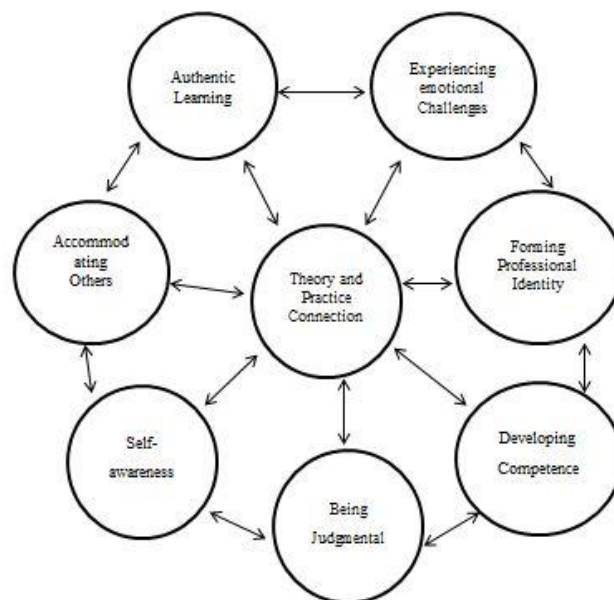 Authentic
Learning
Experiencing
emotional
Challenges
Accommod
ating
Others
Theory and
Practice
Connection
Forming
Professional
Identity
Self-
awareness
Being
Judgmental
Developing
Competence